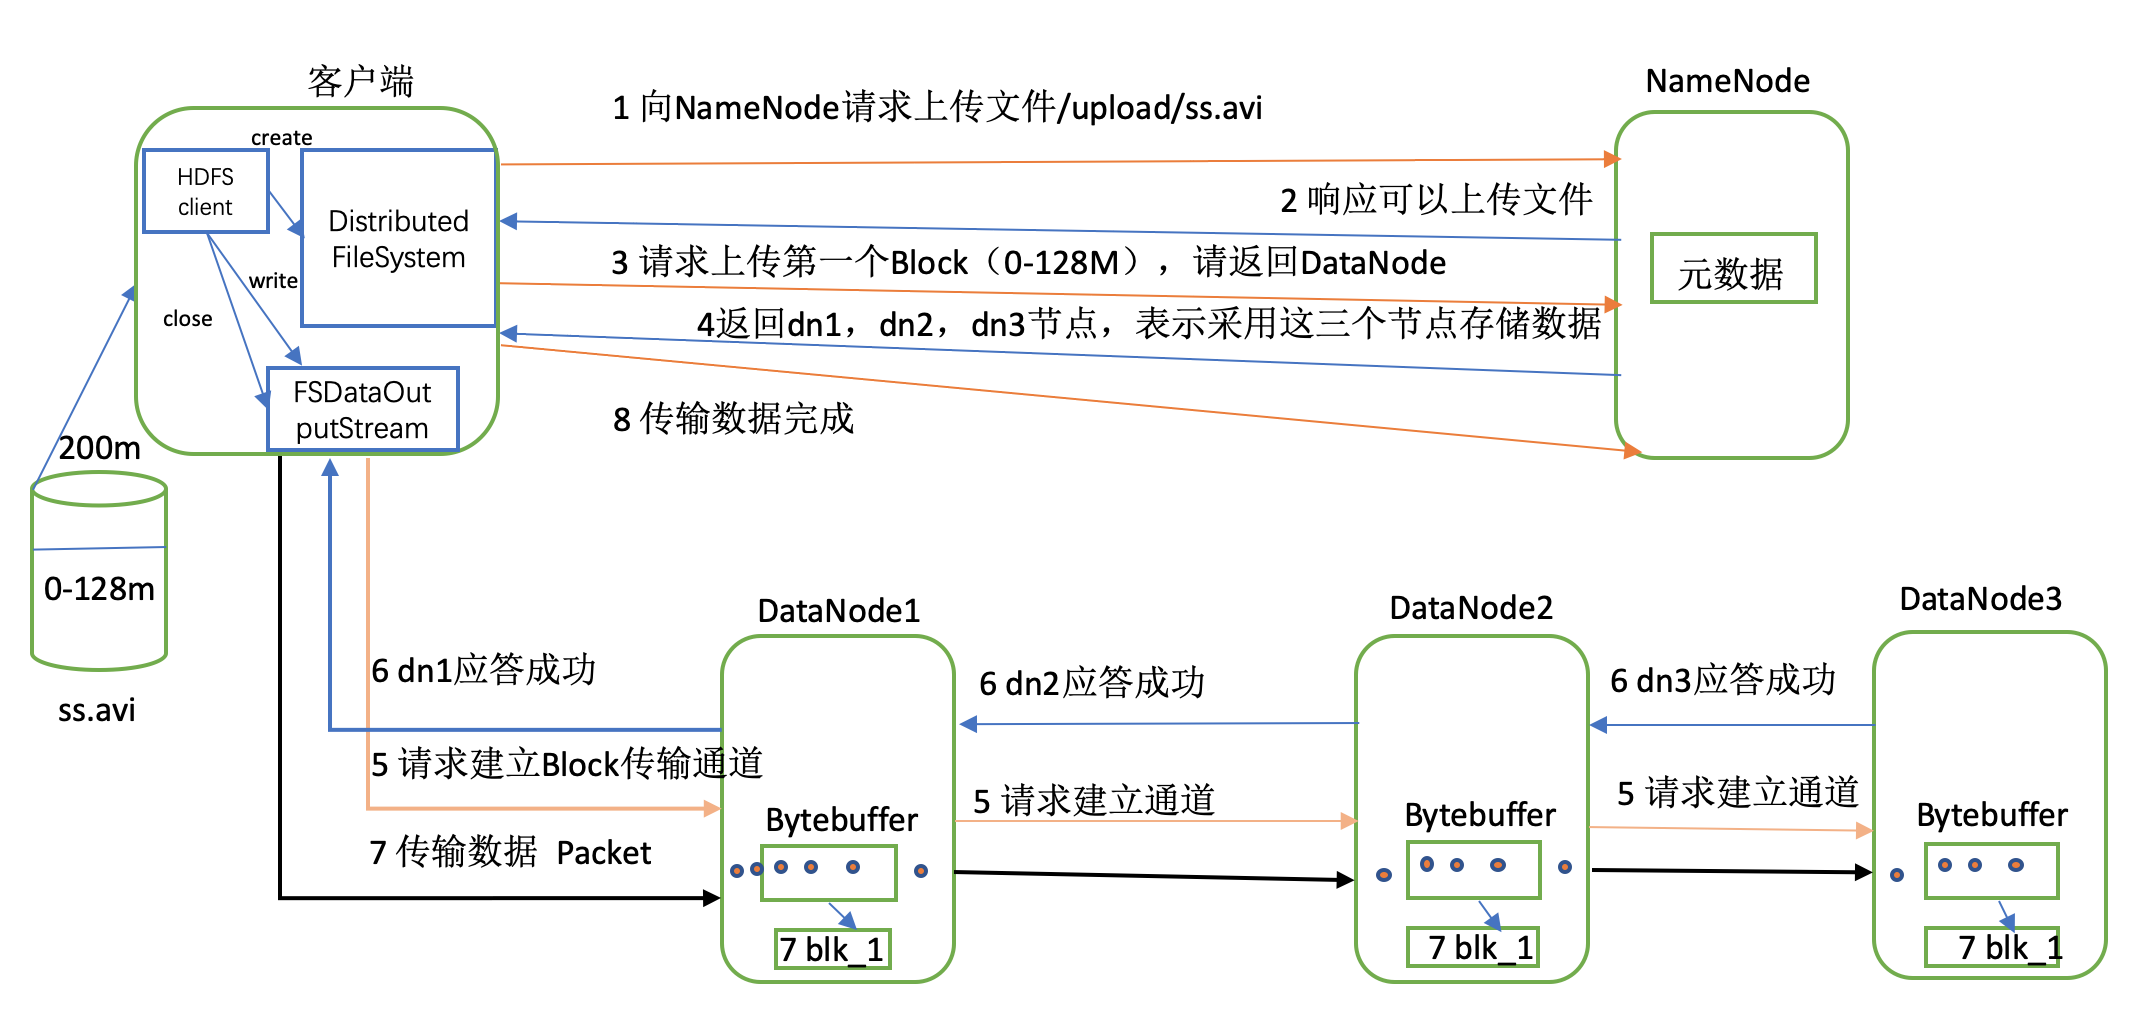 客户端
NameNode
1 向NameNode请求上传文件/upload/ss.avi
create
HDFS
client
Distributed
FileSystem
2 响应可以上传文件
3 请求上传第一个Block（0-128M），请返回DataNode
元数据
write
close
4返回dn1，dn2，dn3节点，表示采用这三个节点存储数据
FSDataOut
putStream
8 传输数据完成
200m
0-128m
ss.avi
DataNode1
DataNode2
DataNode3
6 dn1应答成功
6 dn2应答成功
6 dn3应答成功
5 请求建立Block传输通道
5 请求建立通道
5 请求建立通道
Bytebuffer
Bytebuffer
Bytebuffer
7 传输数据 Packet
7 blk_1
7 blk_1
7 blk_1